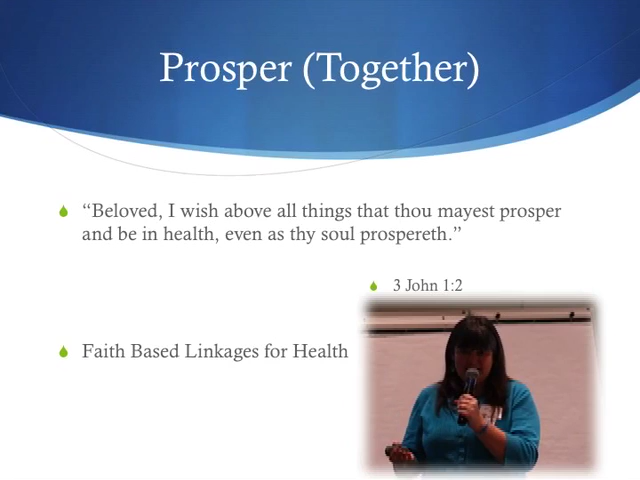 Prosper (Together)
“Beloved, I wish above all things that thou mayest prosper
and be in health, even as thy soul prospereth.”
3 John 1:2
Faith Based Linkages for Health